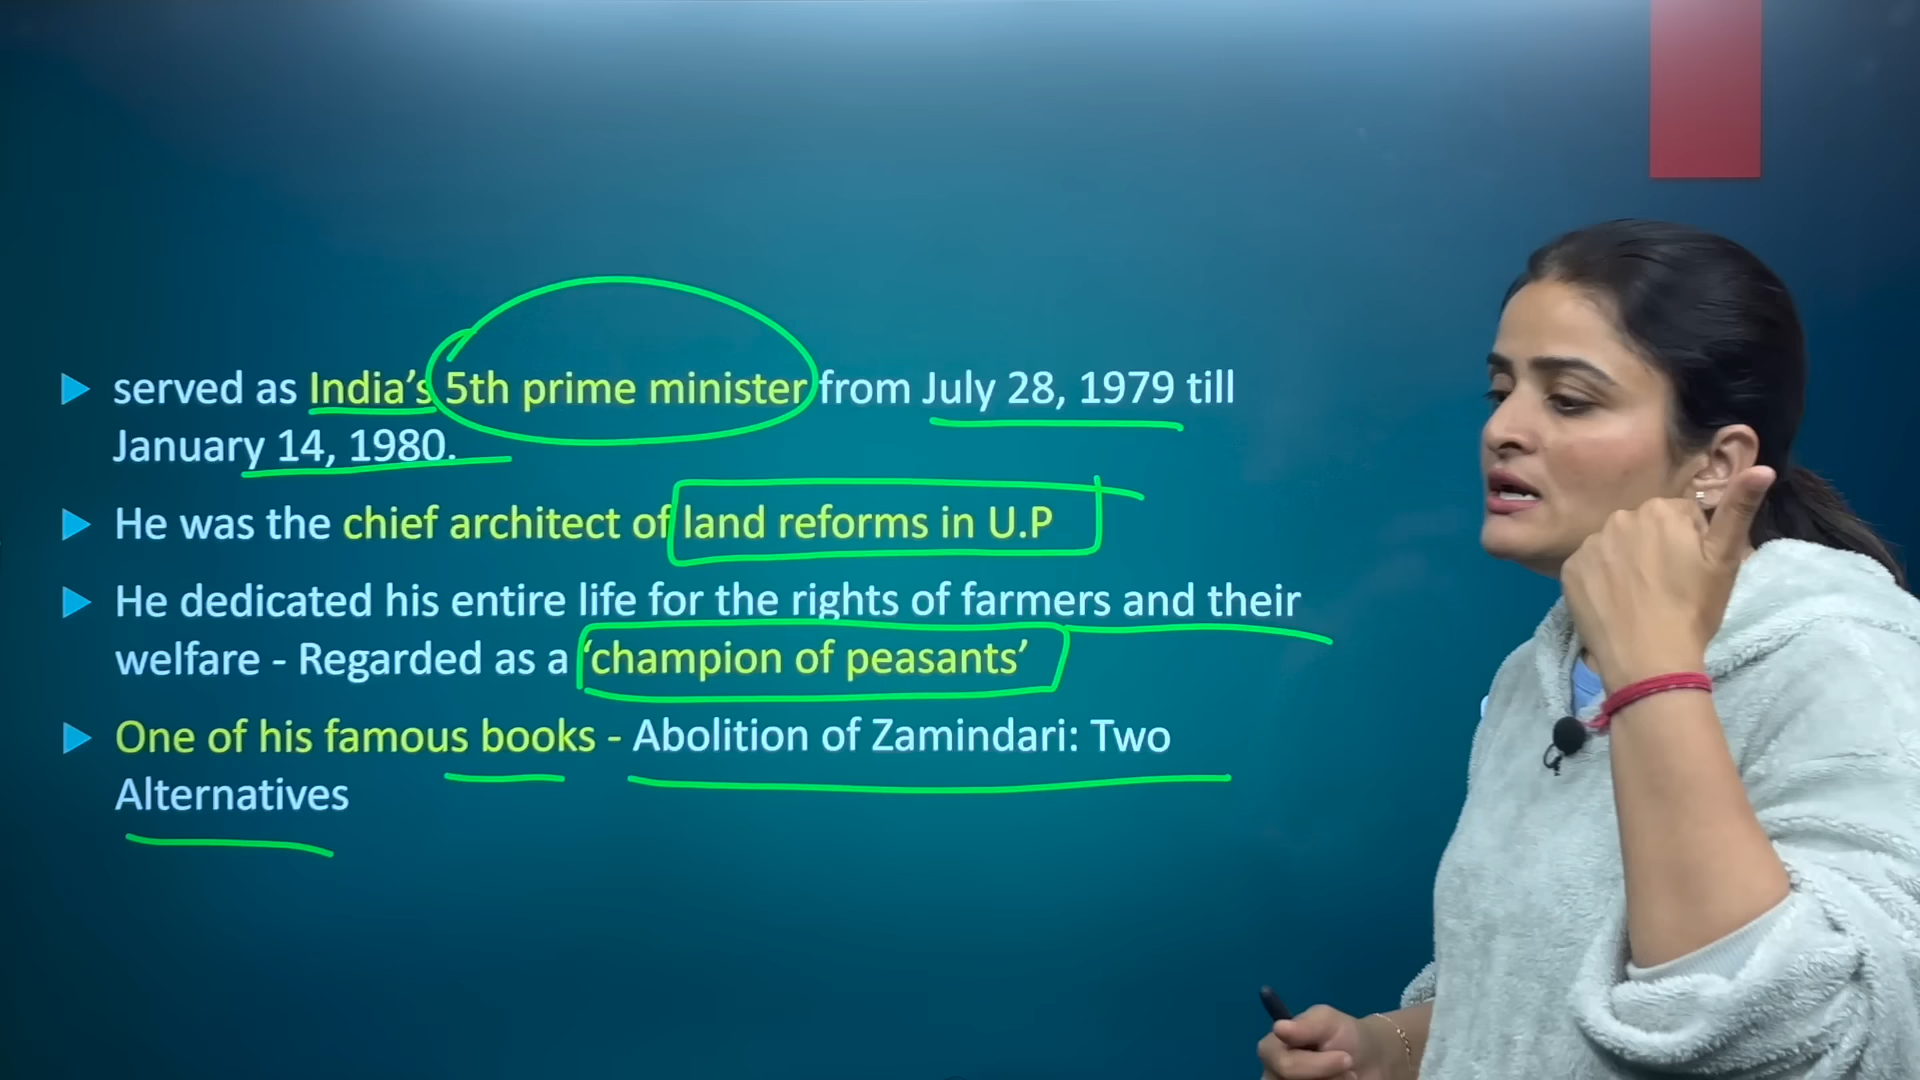 served as India's 5th prime minister from July 28, 1979 till
January 14, 1980.
He was the chief architect of land reforms in U.P
He dedicated his entire life for the rights of farmers and their
welfare - Regarded as a ‘champion of peasants’
One of his famous books - Abolition of Zamindari: Two
Alternatives